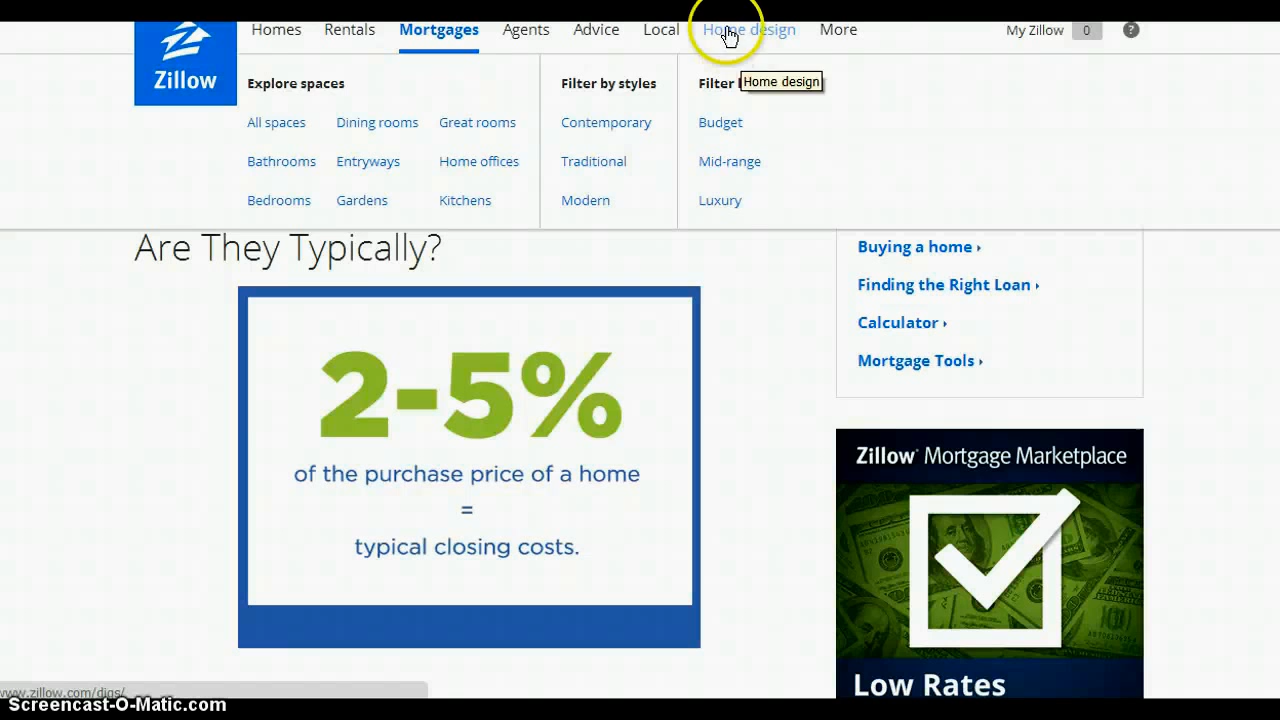 Homes Rentals Mortgages Agents Advice Local Home design More My Zillow 0 ?
Zillow
Explore spaces Filter by styles Filter
Home design
All spaces Dining rooms Great rooms Contemporary Budget
Bathrooms Entryways Home offices Traditional Mid-range
Bedrooms Gardens Kitchens Modern Luxury
Are They Typically?
2-5%
of the purchase price of a home
=
typical closing costs.
Buying a home ›
Finding the Right Loan ›
Calculator ›
Mortgage Tools ›
Zillow® Mortgage Marketplace
Low Rates
www.zillow.com/digs/
Screencast-O-Matic.com